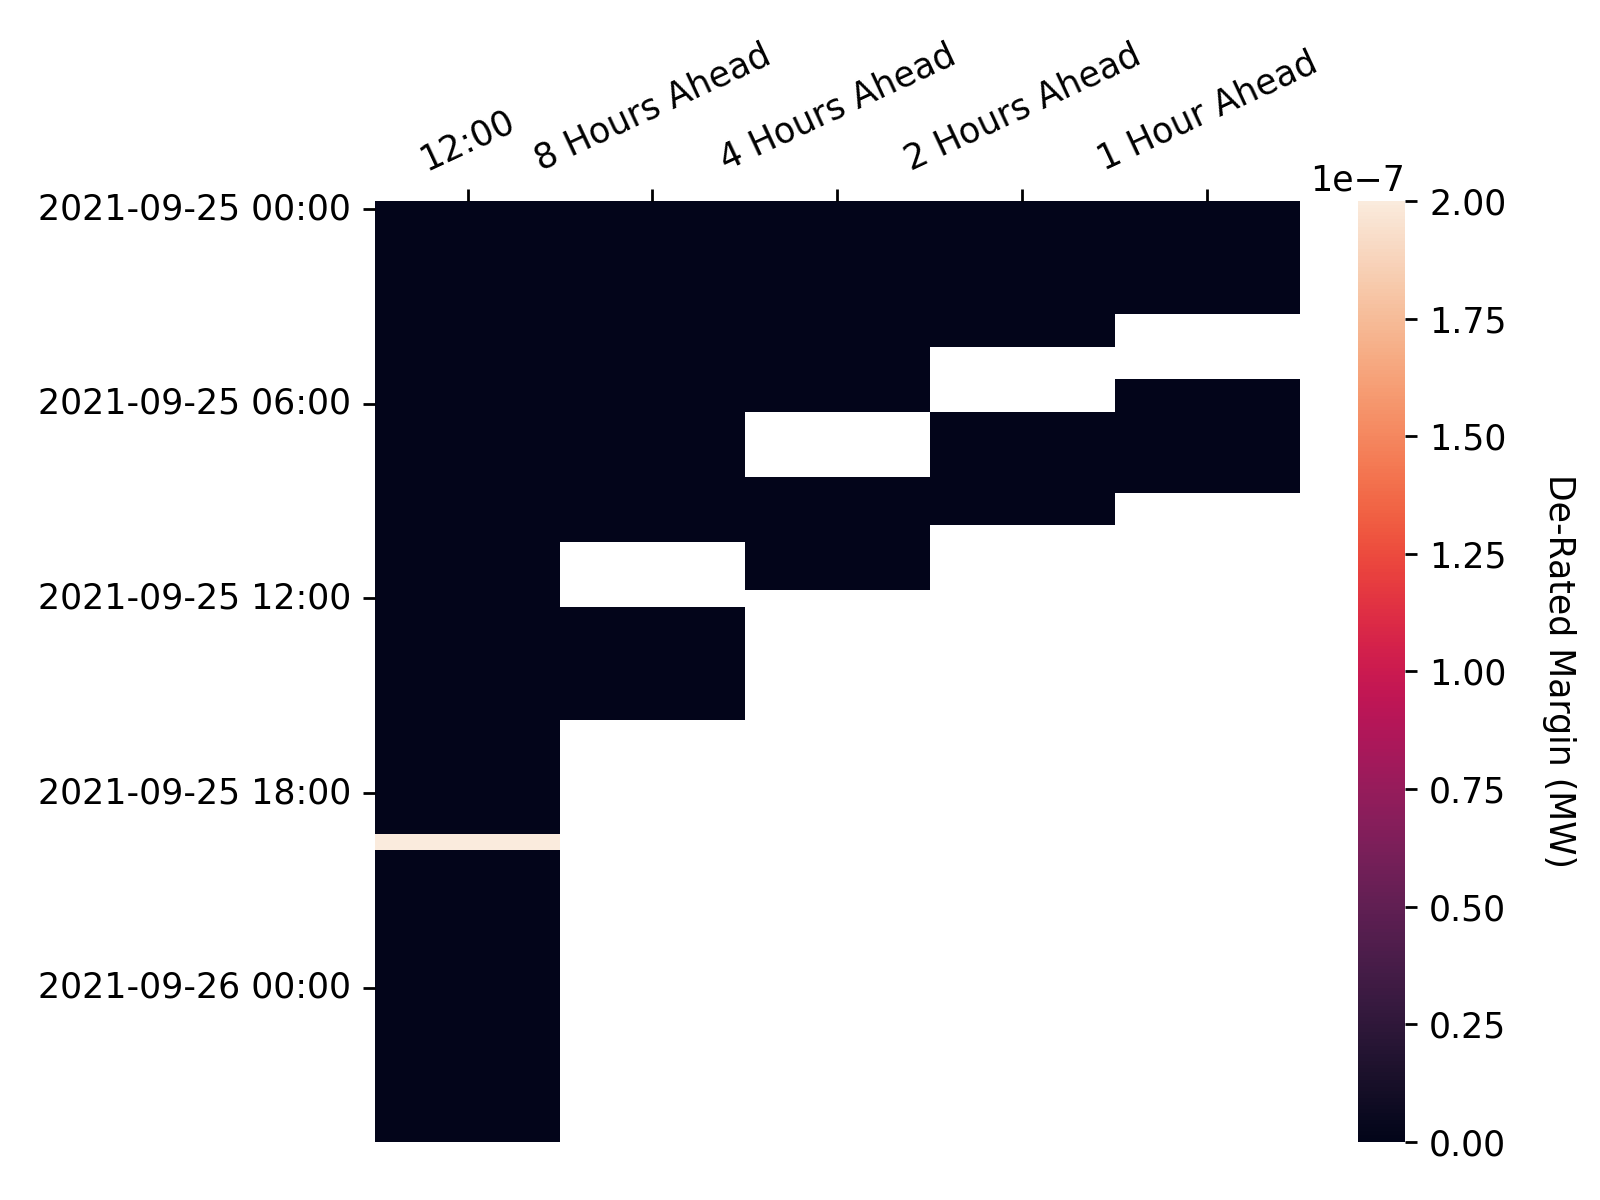 12:00
8 Hours Ahead
4 Hours Ahead
2 Hours Ahead
1 Hour Ahead
2021-09-25 00:00
2021-09-25 06:00
2021-09-25 12:00
2021-09-25 18:00
2021-09-26 00:00
1e−7
2.00
1.75
1.50
1.25
1.00
0.75
0.50
0.25
0.00
De-Rated Margin (MW)